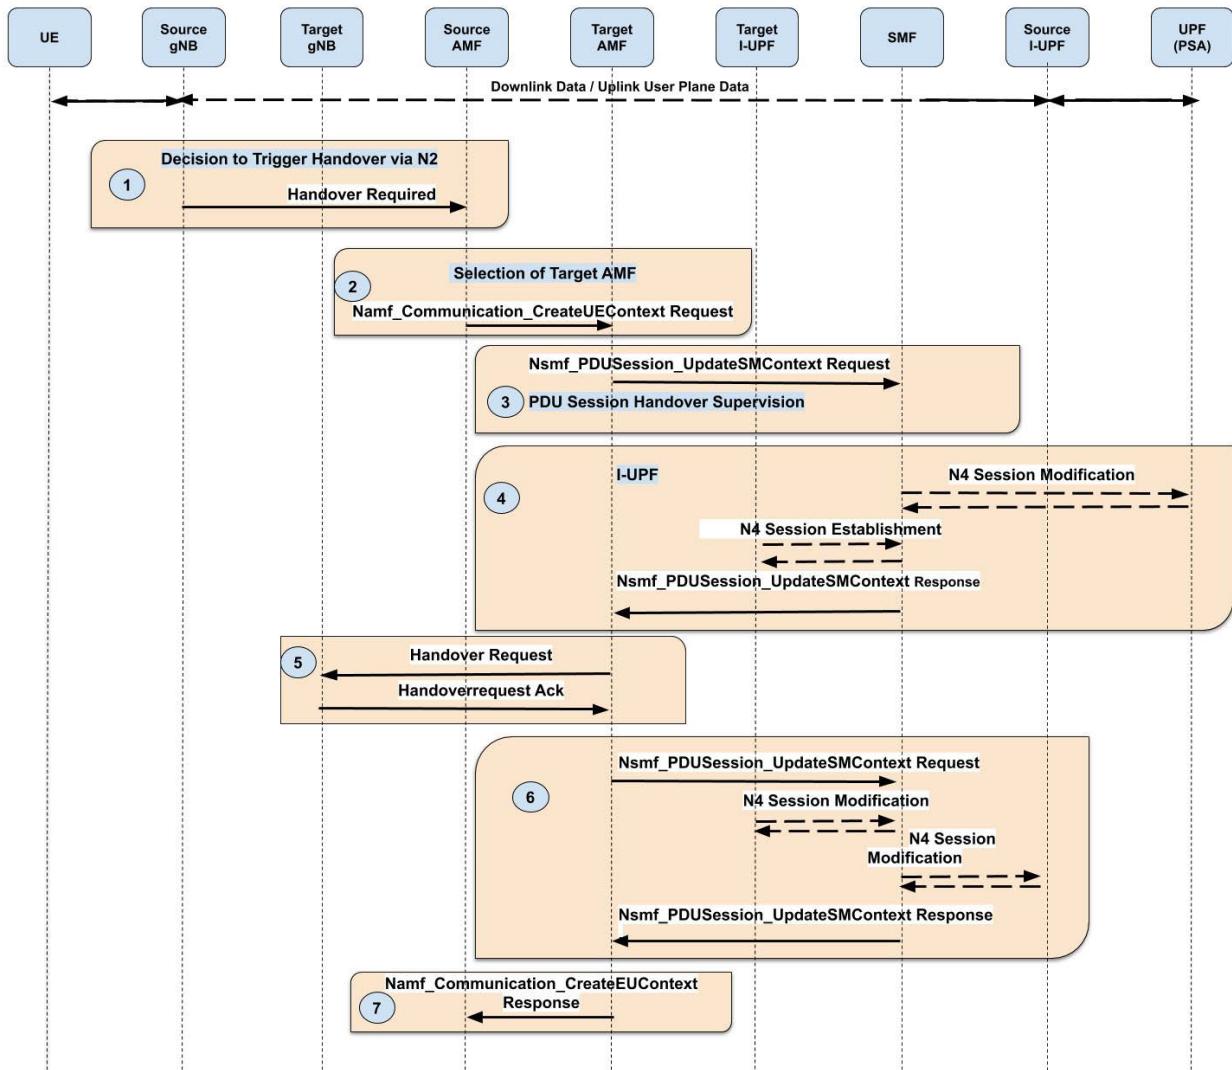 UE
Source
gNB
Target
gNB
Source
AMF
Target
AMF
Target
I-UPF
SMF
Source
I-UPF
UPF
(PSA)
Downlink Data / Uplink User Plane Data
Decision to Trigger Handover via N2
1
Handover Required
Selection of Target AMF
2
Namf_Communication_CreateUEContext Request
Nsmf_PDUSession_UpdateSMContext Request
3
PDU Session Handover Supervision
I-UPF
N4 Session Modification
4
N4 Session Establishment
Nsmf_PDUSession_UpdateSMContext Response
5
Handover Request
Handoverrequest Ack
Nsmf_PDUSession_UpdateSMContext Request
6
N4 Session Modification
N4 Session
Modification
Nsmf_PDUSession_UpdateSMContext Response
Namf_Communication_CreateEUContext
Response
7